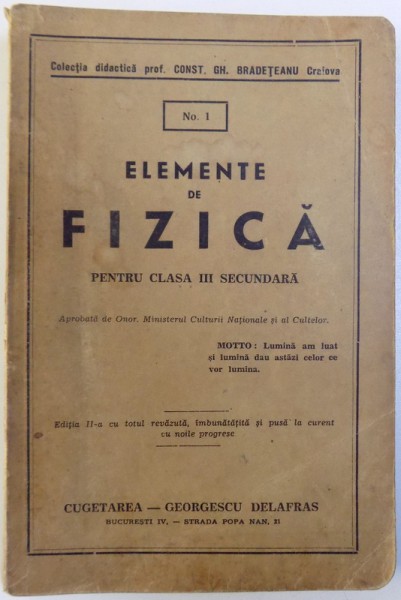 Colecția didactică prof. CONST. GH. BRADEȚEANU Craiova
No. 1
ELEMENTE
DE
FIZICĂ
PENTRU CLASA III SECUNDARĂ
Aprobată de Onor. Ministerul Culturii Naționale și al Cultelor.
MOTTO : Lumină am luat
și lumină dau astăzi celor ce
vor lumina.
Ediția II-a cu totul revăzută, îmbunătățită și pusă la curent
cu noile progrese
CUGETAREA — GEORGESCU DELAFRAS
BUCUREȘTI IV, — STRADA POPA NAN, 21